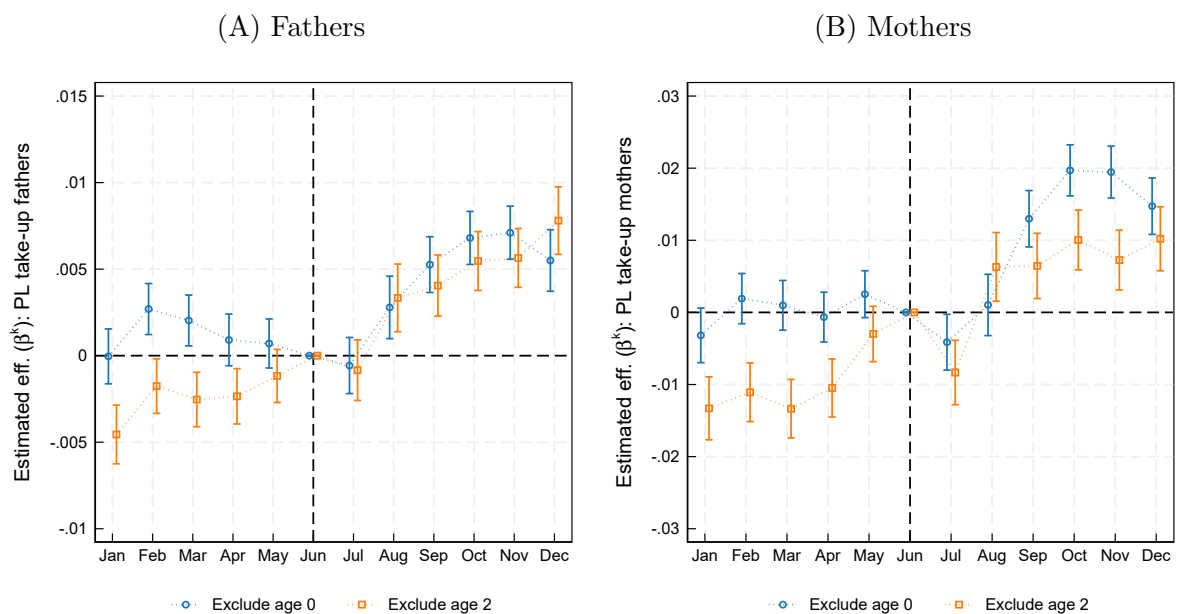 (A) Fathers
Estimated eff. (βᵏ): PL take-up fathers
.015
.01
.005
0
-.005
-.01
Jan Feb Mar Apr May Jun Jul Aug Sep Oct Nov Dec
Exclude age 0 Exclude age 2
(B) Mothers
Estimated eff. (βᵏ): PL take-up mothers
.03
.02
.01
0
-.01
-.02
-.03
Jan Feb Mar Apr May Jun Jul Aug Sep Oct Nov Dec
Exclude age 0 Exclude age 2